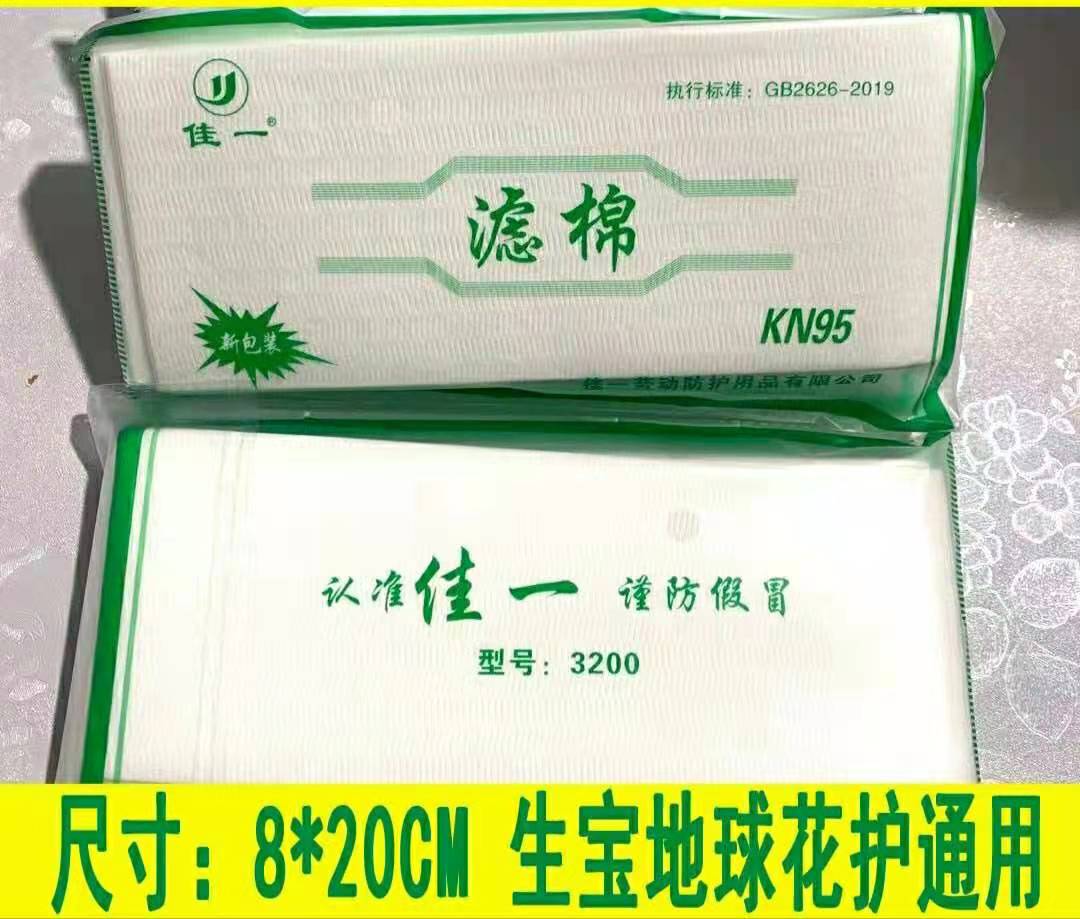 佳一®
执行标准：GB2626-2019
滤棉
新包装
KN95
佳一劳动防护用品有限公司
认准佳一 谨防假冒
型号：3200
尺寸：8*20CM 生宝地球花护通用